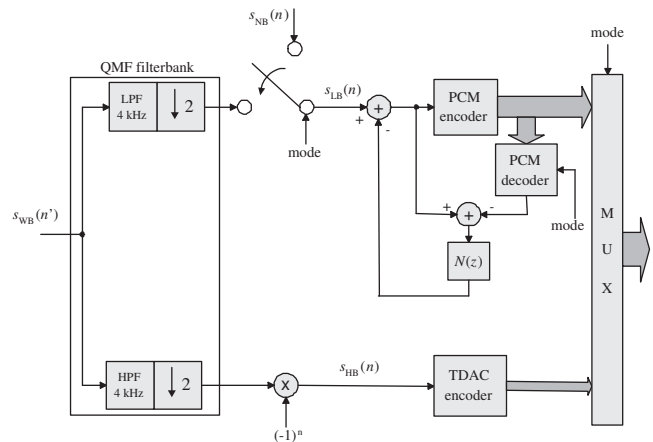 s_NB(n)
mode
QMF filterbank
LPF
4 kHz
↓ 2
s_LB(n)
+
+
-
mode
PCM
encoder
PCM
decoder
mode
+
-
+
N(z)
s_WB(n')
M
U
X
HPF
4 kHz
↓ 2
x
(-1)^n
s_HB(n)
TDAC
encoder